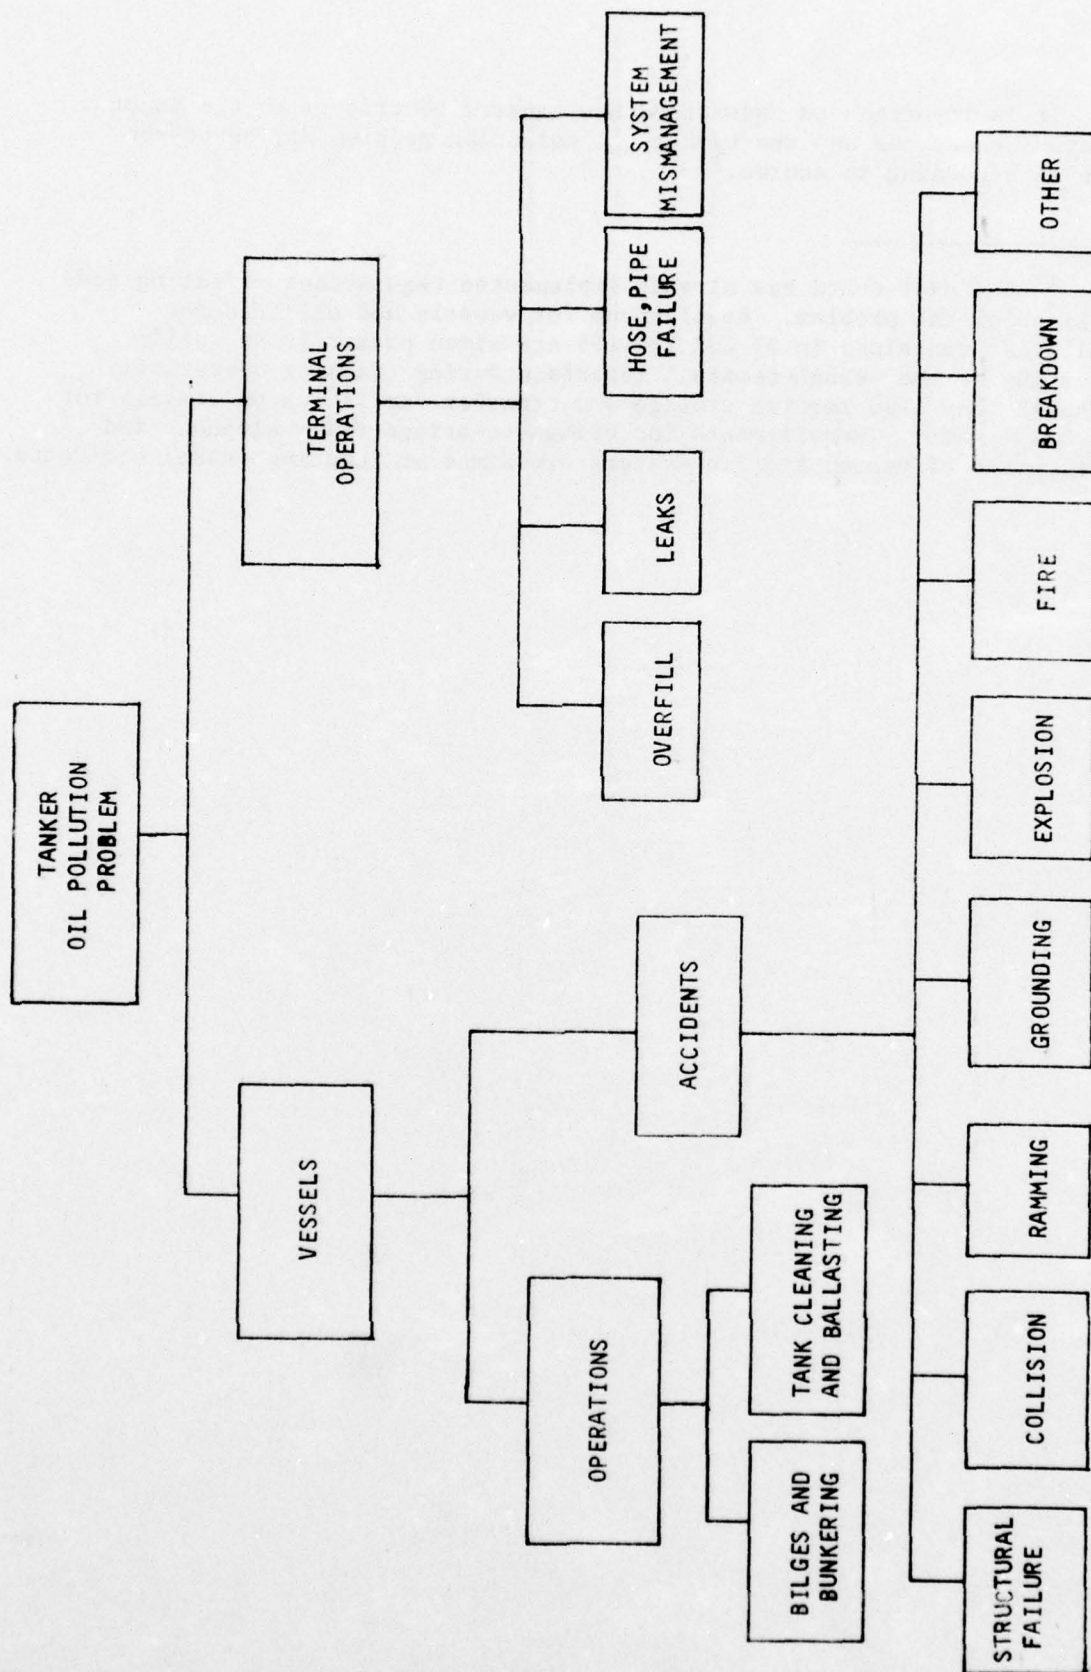 TANKER
OIL POLLUTION
PROBLEM
VESSELS
TERMINAL
OPERATIONS
OPERATIONS
ACCIDENTS
OVERFILL
LEAKS
HOSE,PIPE
FAILURE
SYSTEM
MISMANAGEMENT
BILGES AND
BUNKERING
TANK CLEANING
AND BALLASTING
STRUCTURAL
FAILURE
COLLISION
RAMMING
GROUNDING
EXPLOSION
FIRE
BREAKDOWN
OTHER